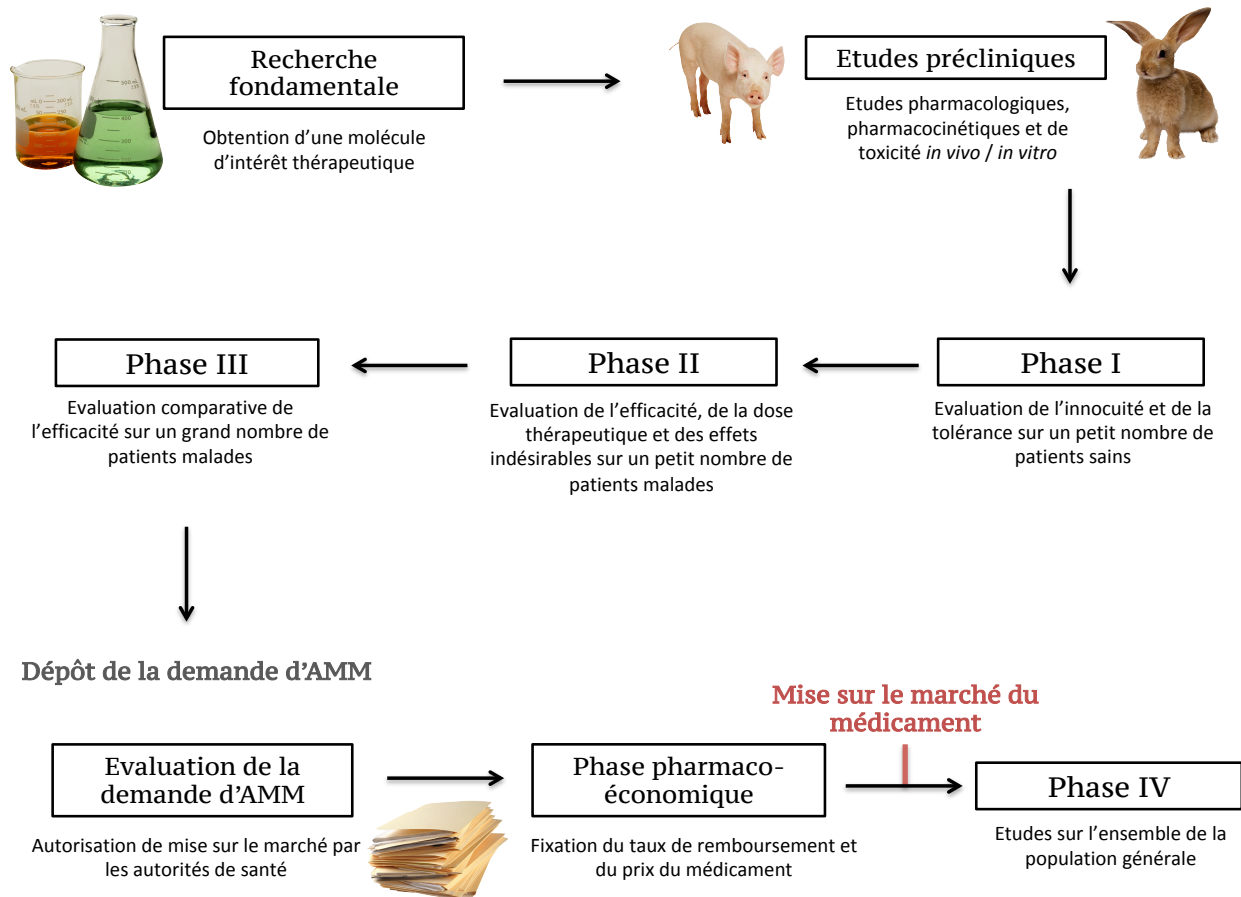 Recherche
fondamentale
Obtention d’une molécule
d’intérêt thérapeutique
Etudes précliniques
Etudes pharmacologiques,
pharmacocinétiques et de
toxicité in vivo / in vitro
Phase III
Evaluation comparative de
l’efficacité sur un grand nombre de
patients malades
Phase II
Evaluation de l’efficacité, de la dose
thérapeutique et des effets
indésirables sur un petit nombre de
patients malades
Phase I
Evaluation de l’innocuité et de la
tolérance sur un petit nombre de
patients sains
Dépôt de la demande d’AMM
Evaluation de la
demande d’AMM
Autorisation de mise sur le marché par
les autorités de santé
Phase pharmaco-
économique
Fixation du taux de remboursement et
du prix du médicament
Mise sur le marché du
médicament
Phase IV
Etudes sur l’ensemble de la
population générale